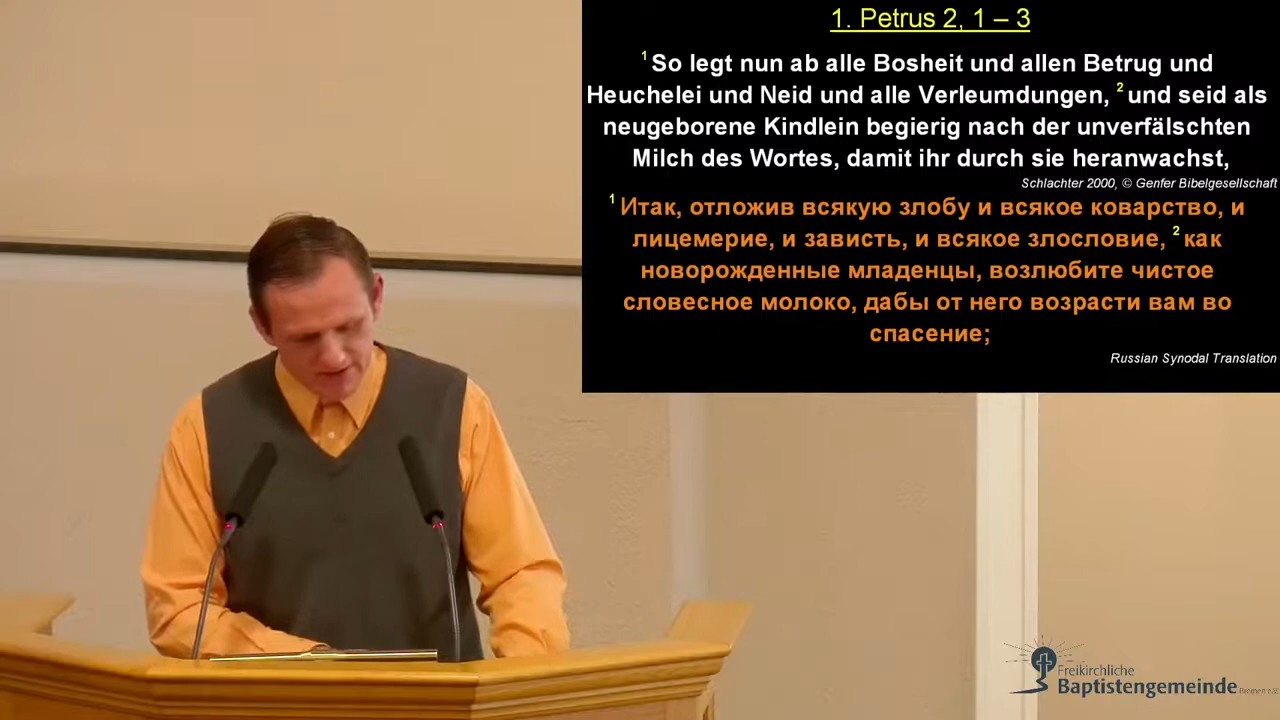 1. Petrus 2, 1 – 3
1 So legt nun ab alle Bosheit und allen Betrug und
Heuchelei und Neid und alle Verleumdungen, 2 und seid als
neugeborene Kindlein begierig nach der unverfälschten
Milch des Wortes, damit ihr durch sie heranwachst,
Schlachter 2000, © Genfer Bibelgesellschaft
1 Итак, отложив всякую злобу и всякое коварство, и
лицемерие, и зависть, и всякое злословие, 2 как
новорожденные младенцы, возлюбите чистое
словесное молоко, дабы от него возрасти вам во
спасение;
Russian Synodal Translation
Freikirchliche
Baptistengemeinde